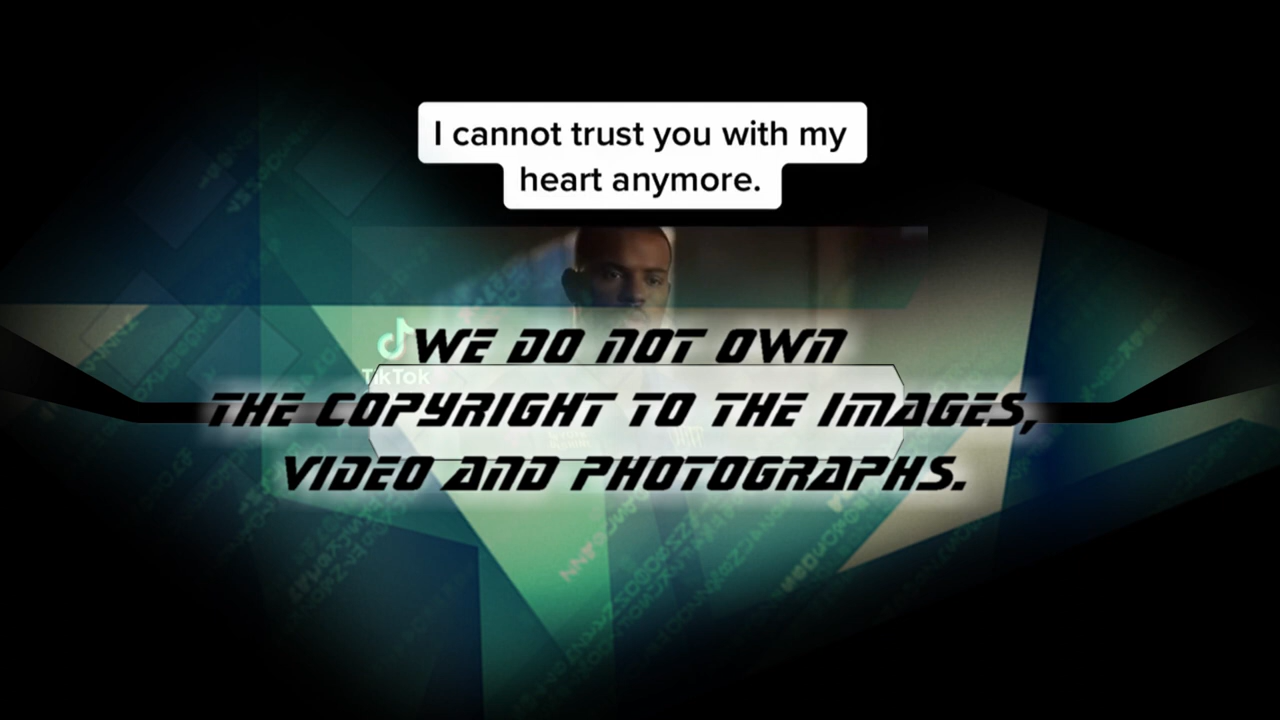 I cannot trust you with my
heart anymore.
WE DO NOT OWN
TikTok
THE COPYRIGHT TO THE IMAGES,
VIDEO AND PHOTOGRAPHS.